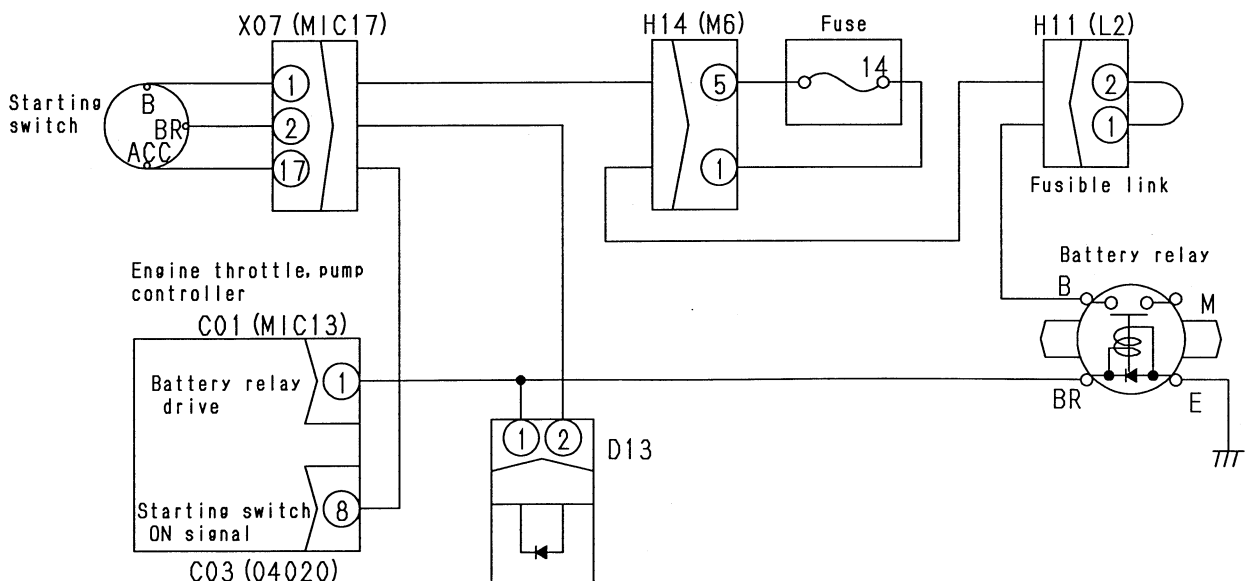 X07 (MIC17)
H14 (M6)
Fuse
H11 (L2)
Starting
switch
B
BR
ACC
1
2
17
5
1
14
2
1
Fusible link
Engine throttle, pump
controller
C01 (MIC13)
Battery relay
drive
1
Starting switch
ON signal
8
C03 (04020)
1
2
D13
Battery relay
B
M
BR
E